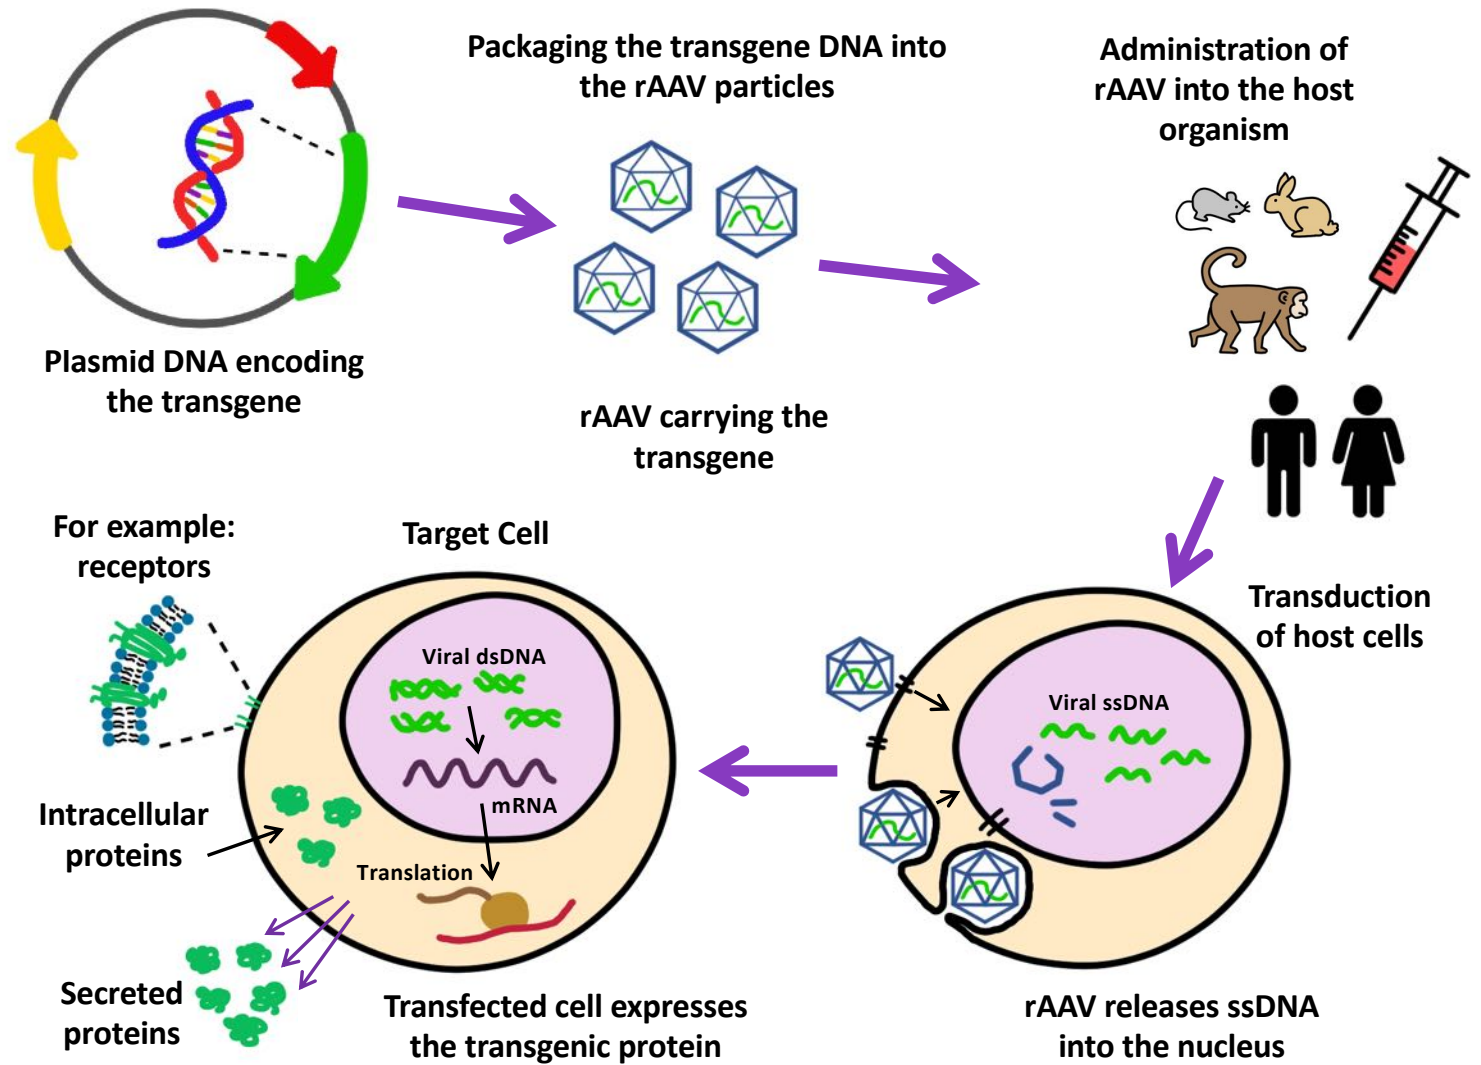 Packaging the transgene DNA into
the rAAV particles
Administration of
rAAV into the host
organism
Plasmid DNA encoding
the transgene
rAAV carrying the
transgene
For example:
receptors
Target Cell
Transduction
of host cells
Viral dsDNA
Viral ssDNA
mRNA
Intracellular
proteins
Translation
Secreted
proteins
Transfected cell expresses
the transgenic protein
rAAV releases ssDNA
into the nucleus